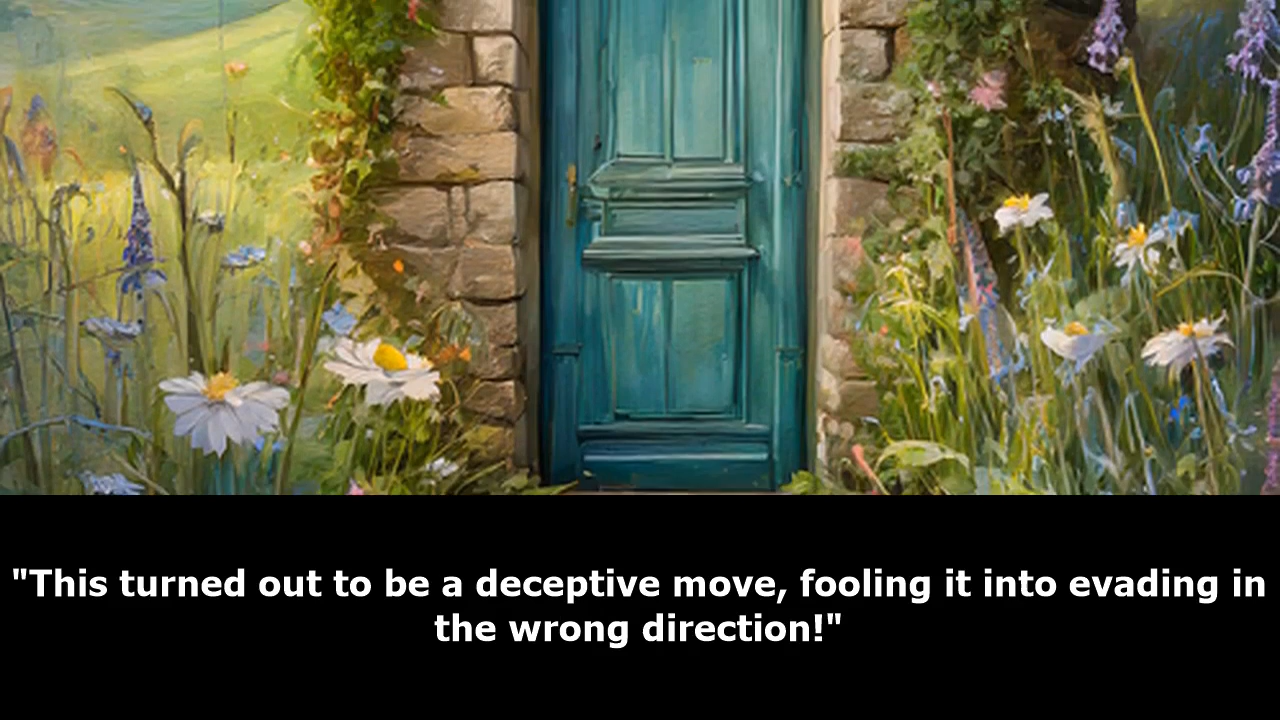 "This turned out to be a deceptive move, fooling it into evading in
the wrong direction!"